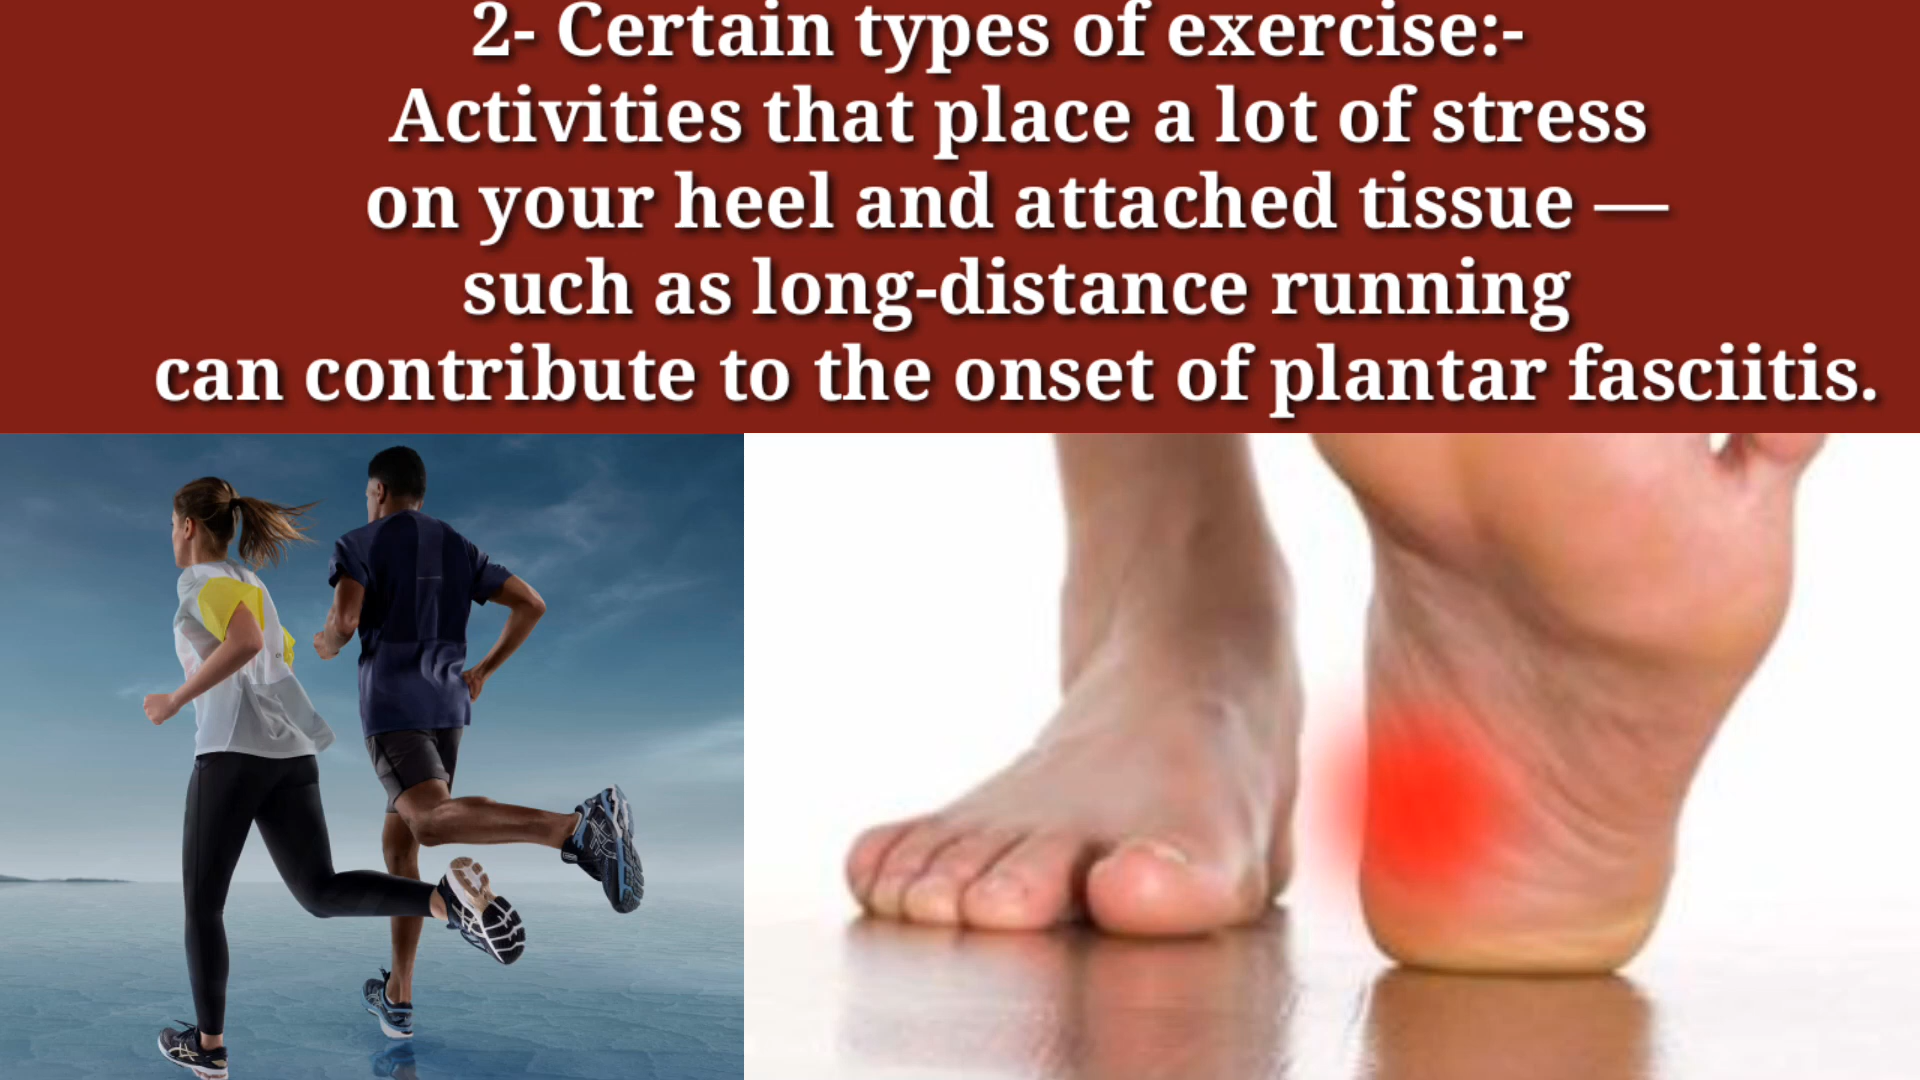 2- Certain types of exercise:-
Activities that place a lot of stress
on your heel and attached tissue —
such as long-distance running
can contribute to the onset of plantar fasciitis.